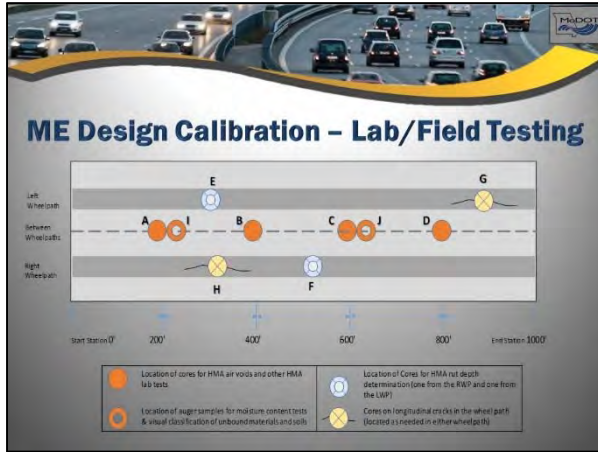 MoDOT
ME Design Calibration – Lab/Field Testing
E
G
Left
Wheelpath
A
I
B
C
J
D
Between
Wheelpaths
Right
Wheelpath
H
F
Start Station 0'
200'
400'
600'
800'
End Station 1000'
Location of cores for HMA air voids and other HMA
lab tests
Location of auger samples for moisture content tests
& visual classification of unbound materials and soils
Location of Cores for HMA rut depth
determination (one from the RWP and one from
the LWP)
Cores on longitudinal cracks in the wheel path
(located as needed in either wheelpath)